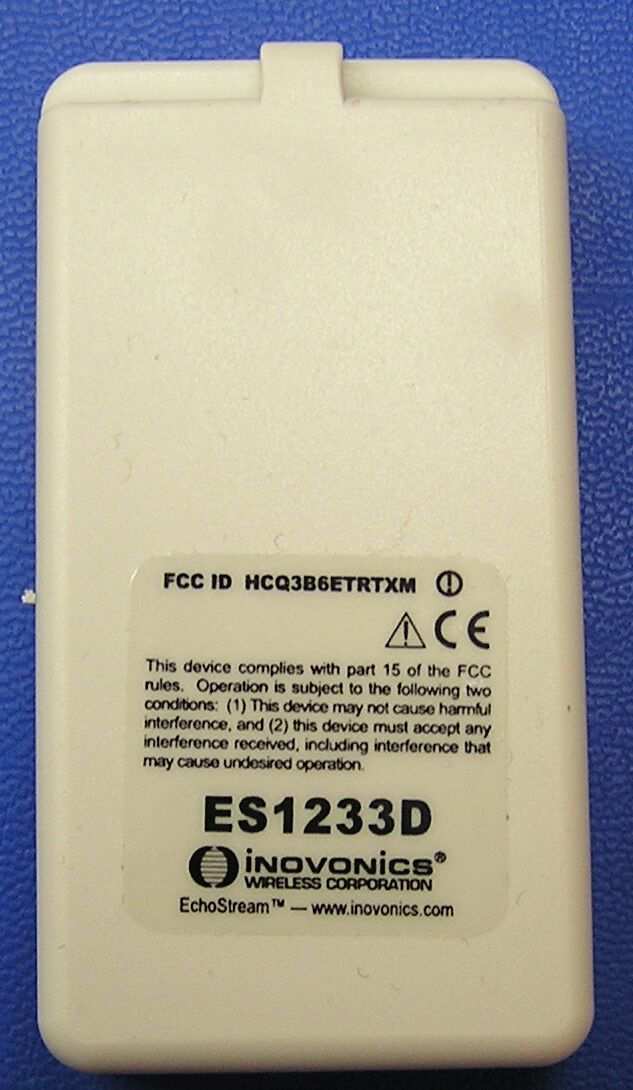 FCC ID HCQ3B6ETRTXM
CE
This device complies with part 15 of the FCC
rules. Operation is subject to the following two
conditions: (1) This device may not cause harmful
interference, and (2) this device must accept any
interference received, including interference that
may cause undesired operation.
ES1233D
iNOVONiCS®
WIRELESS CORPORATION
EchoStream™ — www.inovonics.com